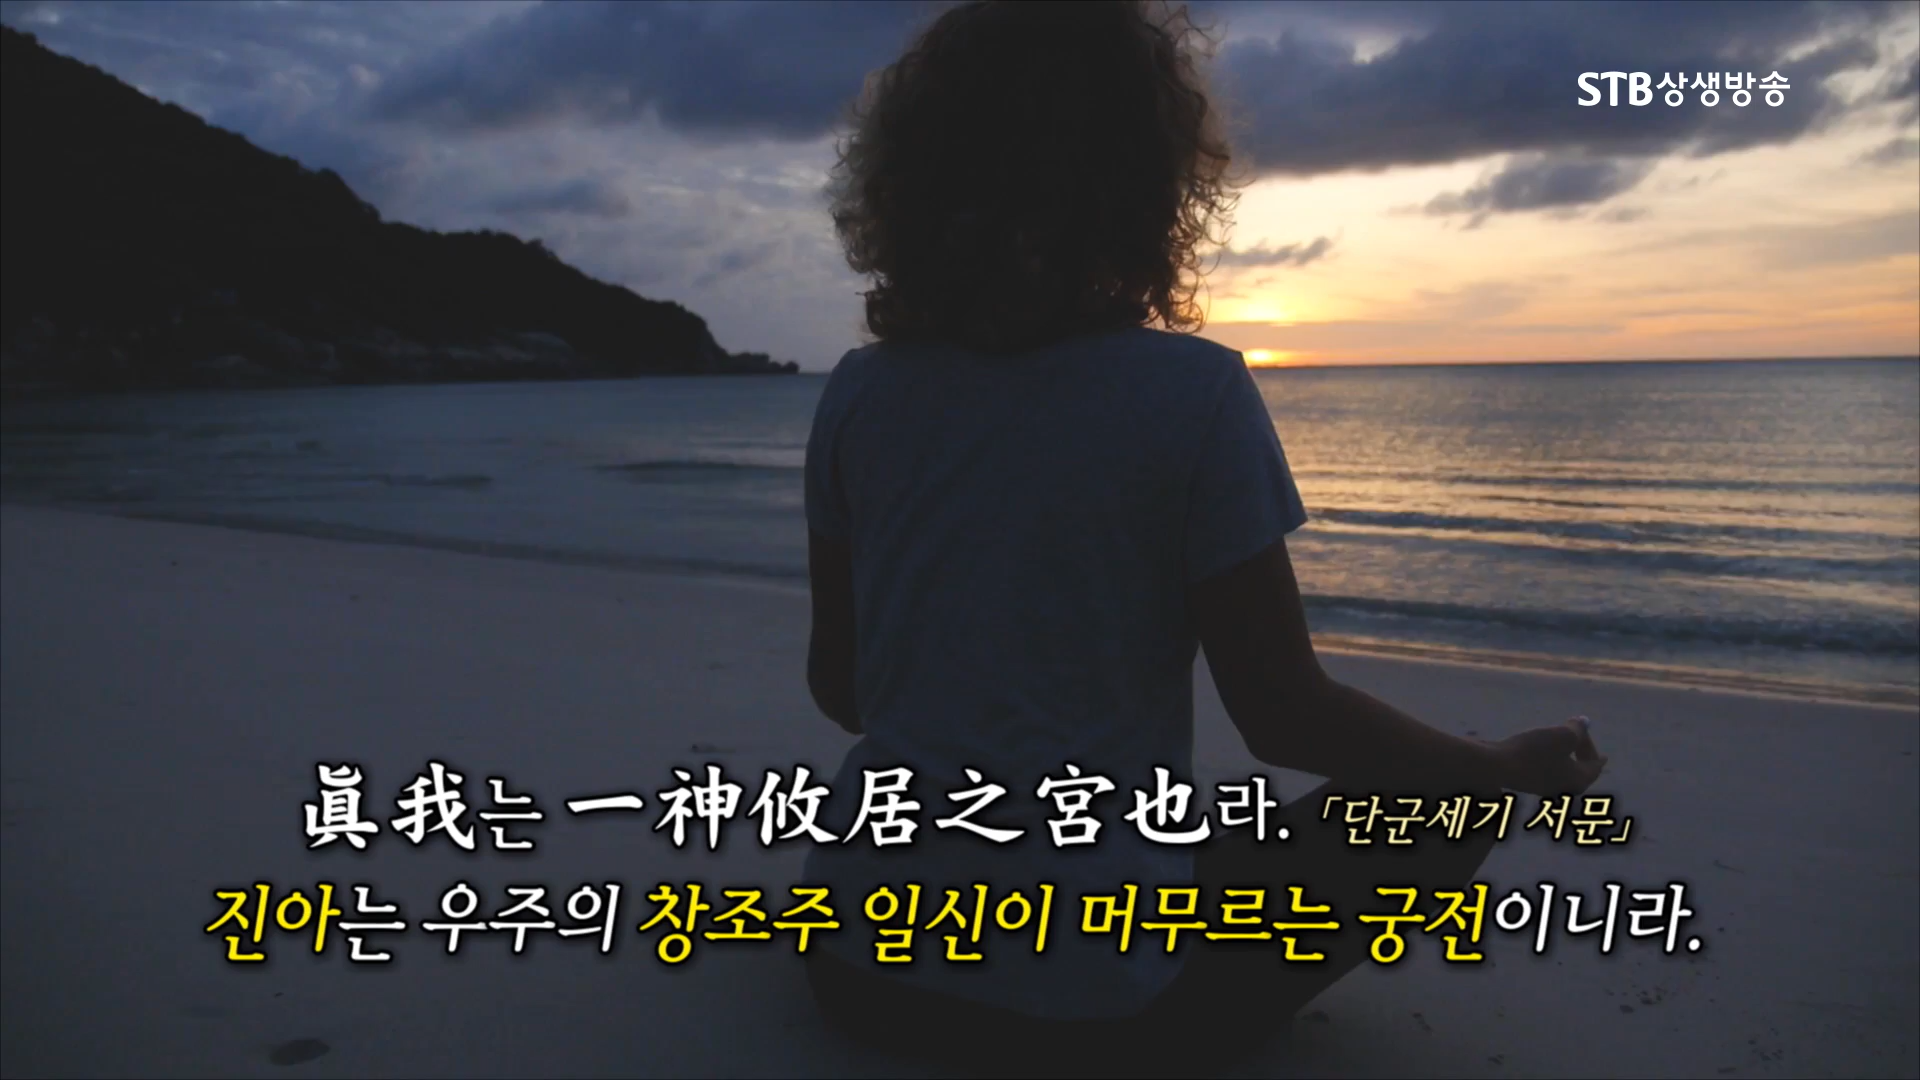 STB상생방송
眞我는 一神攸居之宮也라. 「단군세기 서문」
진아는 우주의 창조주 일신이 머무르는 궁전이니라.